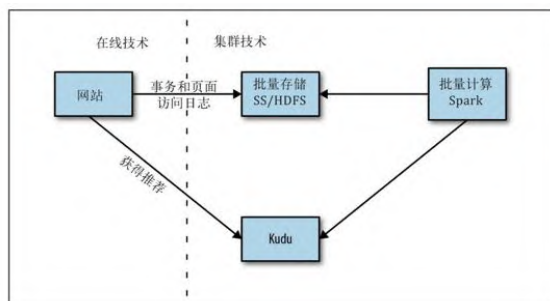 在线技术
集群技术
网站
事务和页面
访问日志
批量存储
SS/HDFS
批量计算
Spark
获得推荐
Kudu